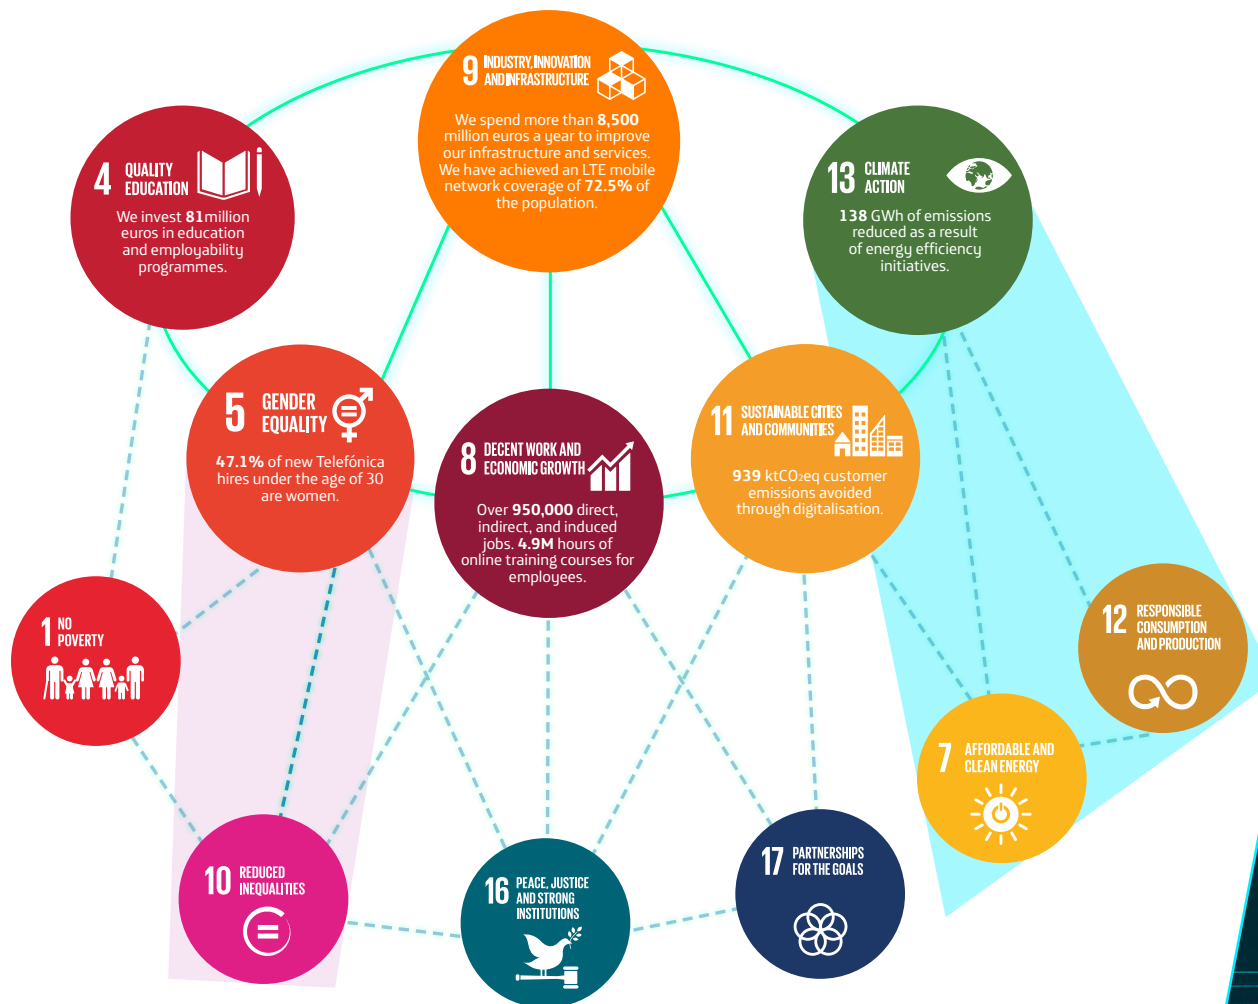 9 INDUSTRY, INNOVATION
AND INFRASTRUCTURE
We spend more than 8,500
million euros a year to improve
our infrastructure and services.
We have achieved an LTE mobile
network coverage of 72.5% of
the population.
4 QUALITY
EDUCATION
We invest 81million
euros in education
and employability
programmes.
13 CLIMATE
ACTION
138 GWh of emissions
reduced as a result
of energy efficiency
initiatives.
5 GENDER
EQUALITY
47.1% of new Telefónica
hires under the age of 30
are women.
8 DECENT WORK AND
ECONOMIC GROWTH
Over 950,000 direct,
indirect, and induced
jobs. 4.9M hours of
online training courses for
employees.
11 SUSTAINABLE CITIES
AND COMMUNITIES
939 ktCO₂eq customer
emissions avoided
through digitalisation.
1 NO
POVERTY
12 RESPONSIBLE
CONSUMPTION
AND PRODUCTION
7 AFFORDABLE AND
CLEAN ENERGY
10 REDUCED
INEQUALITIES
16 PEACE, JUSTICE
AND STRONG
INSTITUTIONS
17 PARTNERSHIPS
FOR THE GOALS